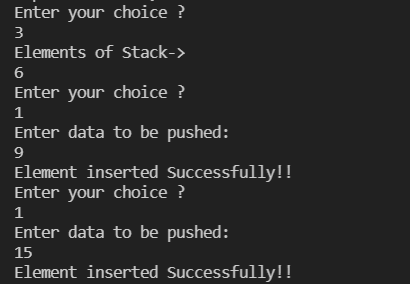 Enter your choice ?
3
Elements of Stack->
6
Enter your choice ?
1
Enter data to be pushed:
9
Element inserted Successfully!!
Enter your choice ?
1
Enter data to be pushed:
15
Element inserted Successfully!!